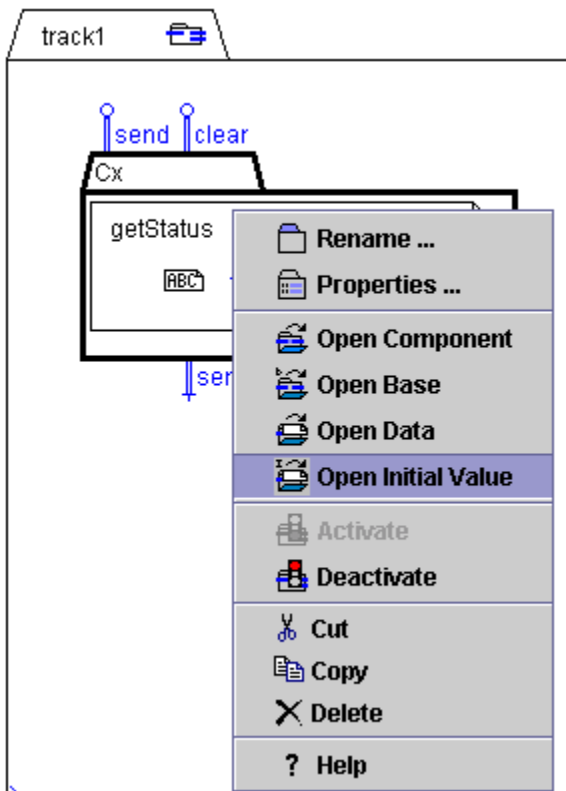 track1
send clear
Cx
getStatus
ABC
ser
Rename ...
Properties ...
Open Component
Open Base
Open Data
Open Initial Value
Activate
Deactivate
Cut
Copy
Delete
? Help